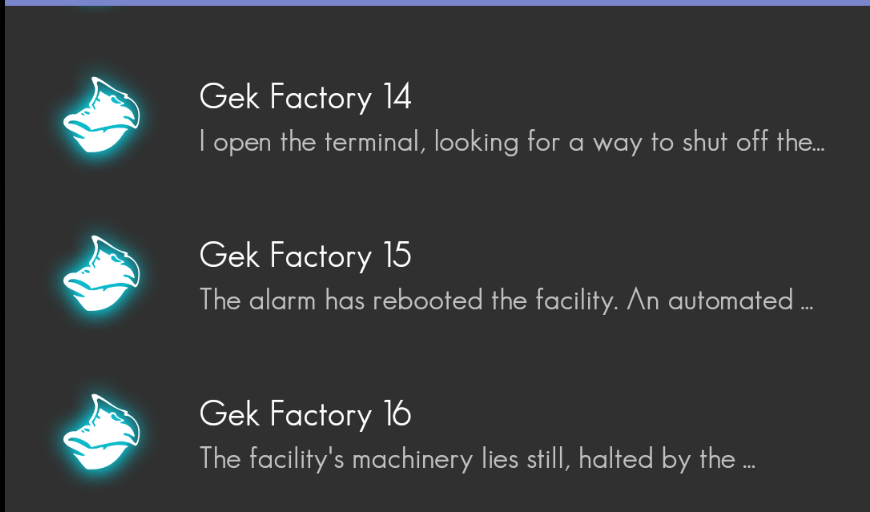 Gek Factory 14
I open the terminal, looking for a way to shut off the...
Gek Factory 15
The alarm has rebooted the facility. An automated ...
Gek Factory 16
The facility's machinery lies still, halted by the ...